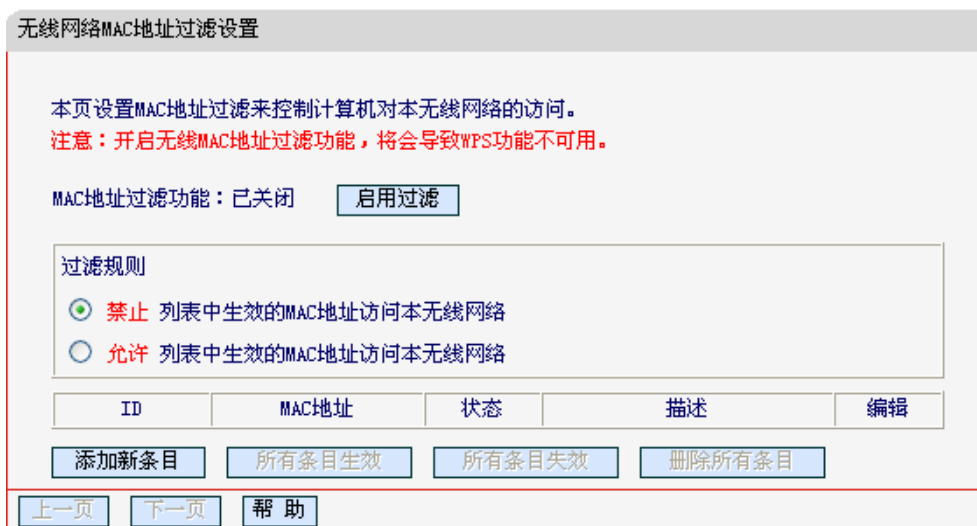 无线网络MAC地址过滤设置
本页设置MAC地址过滤来控制计算机对本无线网络的访问。
注意：开启无线MAC地址过滤功能，将会导致WPS功能不可用。
MAC地址过滤功能：已关闭 启用过滤
过滤规则
禁止 列表中生效的MAC地址访问本无线网络
允许 列表中生效的MAC地址访问本无线网络
ID MAC地址 状态 描述 编辑
添加新条目 所有条目生效 所有条目失效 删除所有条目
上一页 下一页 帮 助